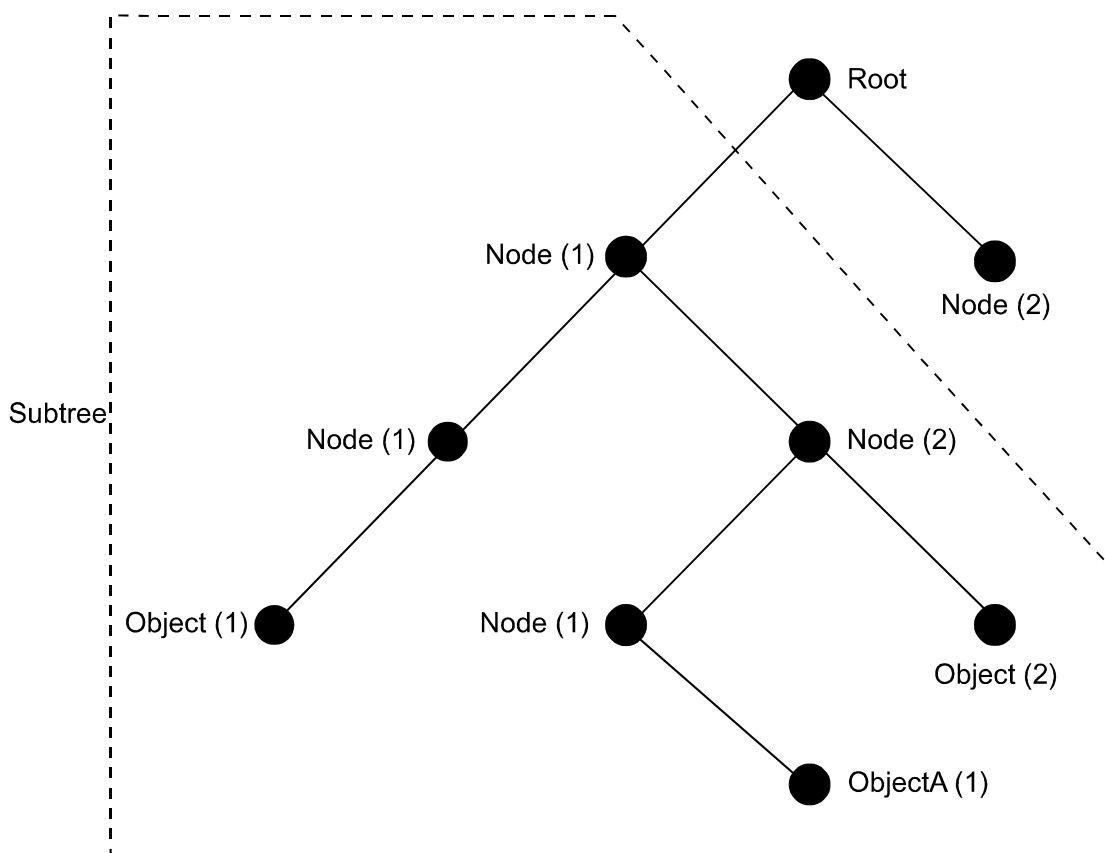 Root
Node (1)
Node (2)
Subtree
Node (1)
Node (2)
Object (1)
Node (1)
Object (2)
ObjectA (1)